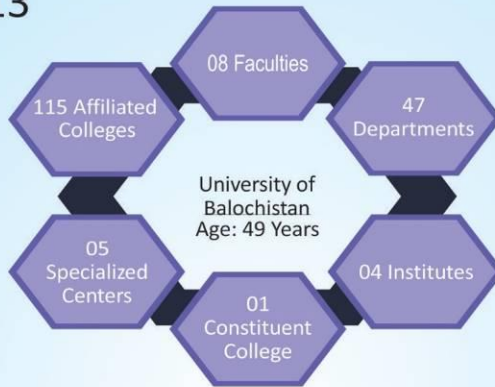 08 Faculties
115 Affiliated
Colleges
47
Departments
University of
Balochistan
Age: 49 Years
05
Specialized
Centers
04 Institutes
01
Constituent
College